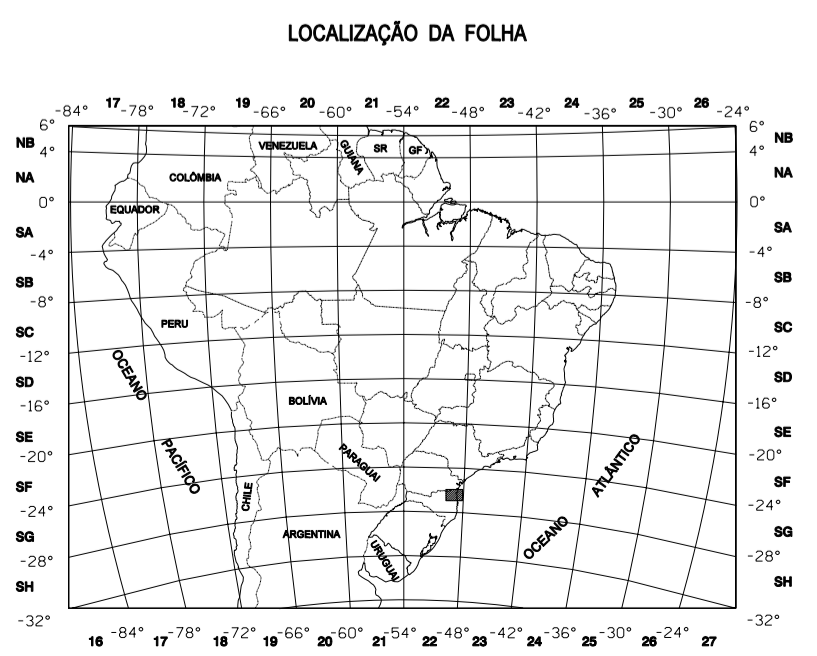 LOCALIZAÇÃO DA FOLHA
17 18 19 20 21 22 23 24 25 26
-84° -78° -72° -66° -60° -54° -48° -42° -36° -30° -24°
6° 6°
NB NB
4° 4°
VENEZUELA GUIANA SR GF
NA COLÔMBIA NA
0° 0°
EQUADOR
SA SA
-4° -4°
SB SB
-8° -8°
PERU
SC SC
-12° -12°
OCEANO
SD SD
BOLÍVIA
-16° -16°
SE SE
PACÍFICO PARAGUAI ATLÂNTICO
-20° -20°
SF CHILE SF
-24° -24°
SG ARGENTINA OCEANO SG
URUGUAI
-28° -28°
SH SH
-32° -32°
-84° -78° -72° -66° -60° -54° -48° -42° -36° -30° -24°
16 17 18 19 20 21 22 23 24 25 26 27